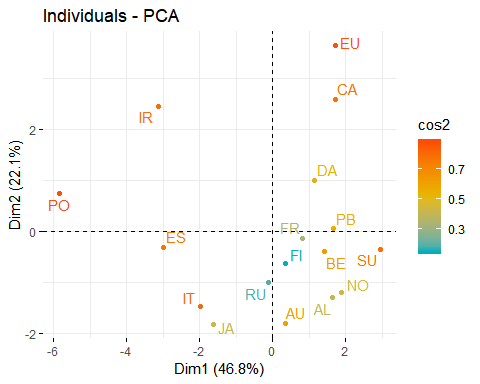 Individuals - PCA
EU
CA
IR
DA
PO
PB
FR
ES
FI
BE
SU
RU
NO
IT
AL
AU
JA
2
0
-2
-6
-4
-2
0
2
Dim2 (22.1%)
Dim1 (46.8%)
cos2
0.7
0.5
0.3